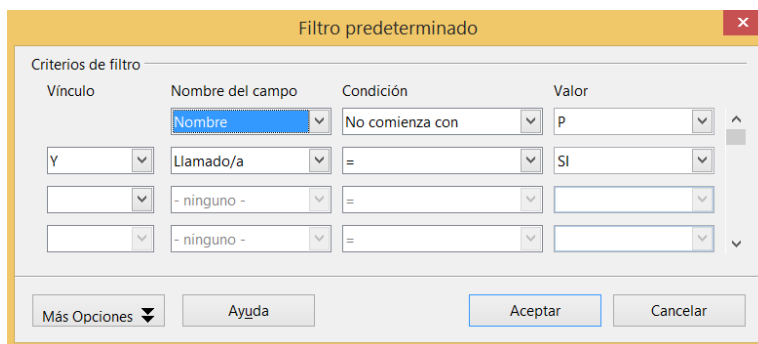 Filtro predeterminado
Criterios de filtro
Vínculo Nombre del campo Condición Valor
Nombre No comienza con P
Y Llamado/a = SI
- ninguno - =
- ninguno - =
Más Opciones Ayuda Aceptar Cancelar